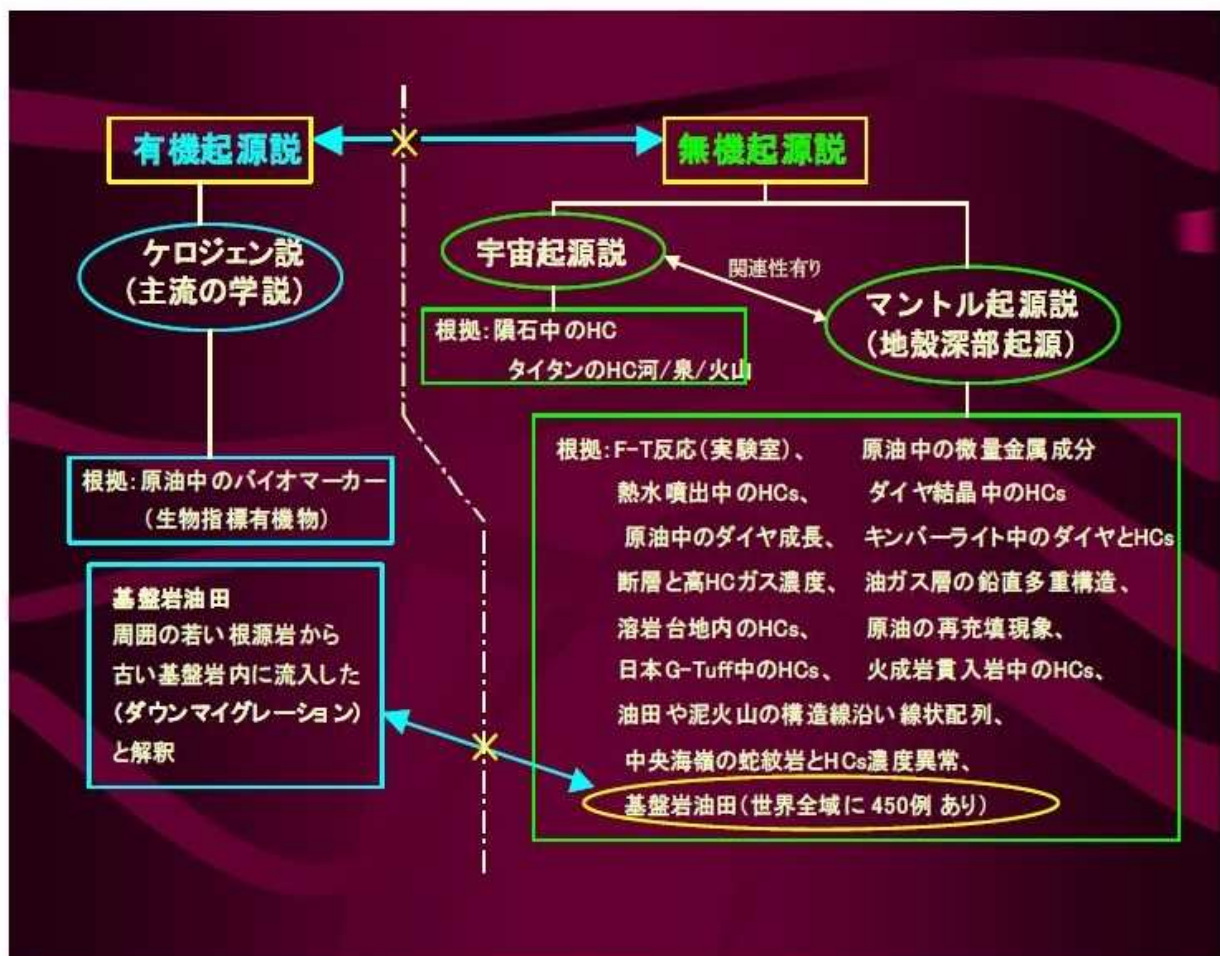 有機起源説
無機起源説
ケロジェン説
(主流の学説)
宇宙起源説
関連性有り
マントル起源説
(地殻深部起源)
根拠:隕石中のHC
タイタンのHC河/泉/火山
根拠:原油中のバイオマーカー
(生物指標有機物)
基盤岩油田
周囲の若い根源岩から
古い基盤岩内に流入した
(ダウンマイグレーション)
と解釈
根拠:F-T反応(実験室)、 原油中の微量金属成分
熱水噴出中のHCs、 ダイヤ結晶中のHCs
原油中のダイヤ成長、 キンバーライト中のダイヤとHCs
断層と高HCガス濃度、 油ガス層の鉛直多重構造、
溶岩台地内のHCs、 原油の再充填現象、
日本G-Tuff中のHCs、 火成岩貫入岩中のHCs、
油田や泥火山の構造線沿い線状配列、
中央海嶺の蛇紋岩とHCs濃度異常、
基盤岩油田(世界全域に 450例 あり)